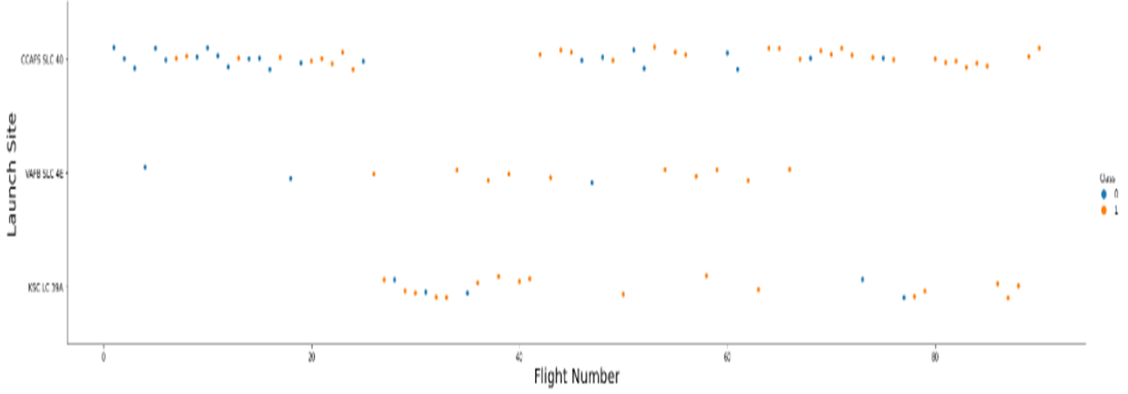 CCAFS SLC 40
VAFB SLC 4E
KSC LC 39A
Launch Site
0 20 40 60 80
Flight Number
Class
0
1